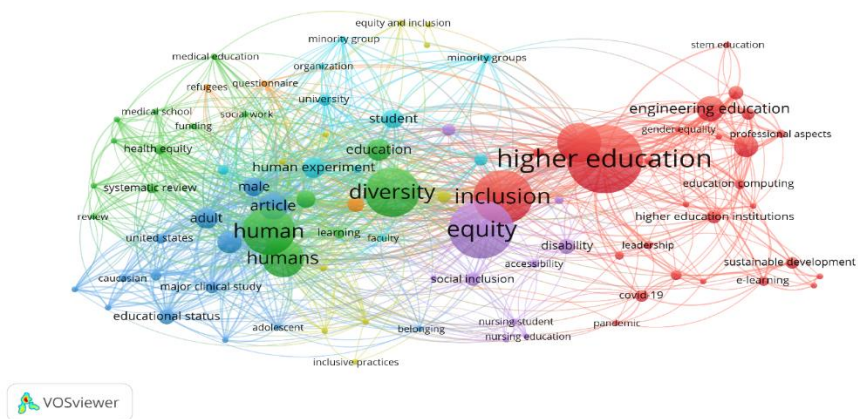 equity and inclusion
minority group
stem education
medical education
organization
minority groups
refugees
questionnaire
university
engineering education
medical school
social work
student
funding
gender equality
professional aspects
health equity
education
higher education
human experiment
systematic review
male
diversity
inclusion
education computing
review
adult
article
higher education institutions
human
learning
equity
united states
faculty
disability
leadership
humans
accessibility
sustainable development
caucasian
major clinical study
social inclusion
e-learning
covid-19
educational status
adolescent
belonging
nursing student
pandemic
nursing education
inclusive practices
VOSviewer